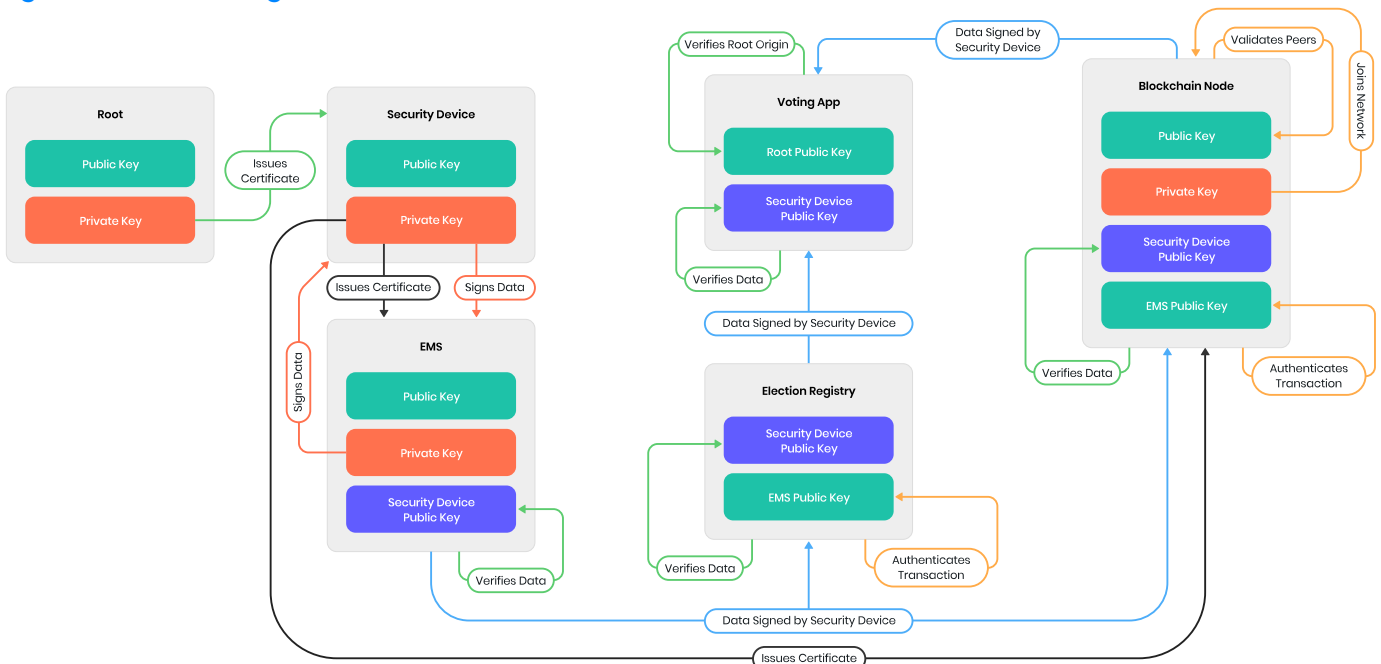 Root
Public Key
Private Key
Issues
Certificate
Security Device
Public Key
Private Key
Issues Certificate
Signs Data
Signs Data
EMS
Public Key
Private Key
Security Device
Public Key
Verifies Data
Verifies Root Origin
Voting App
Root Public Key
Security Device
Public Key
Verifies Data
Data Signed by Security Device
Election Registry
Security Device
Public Key
EMS Public Key
Verifies Data
Authenticates
Transaction
Data Signed by Security Device
Issues Certificate
Data Signed by
Security Device
Validates Peers
Joins Network
Blockchain Node
Public Key
Private Key
Security Device
Public Key
EMS Public Key
Verifies Data
Authenticates
Transaction